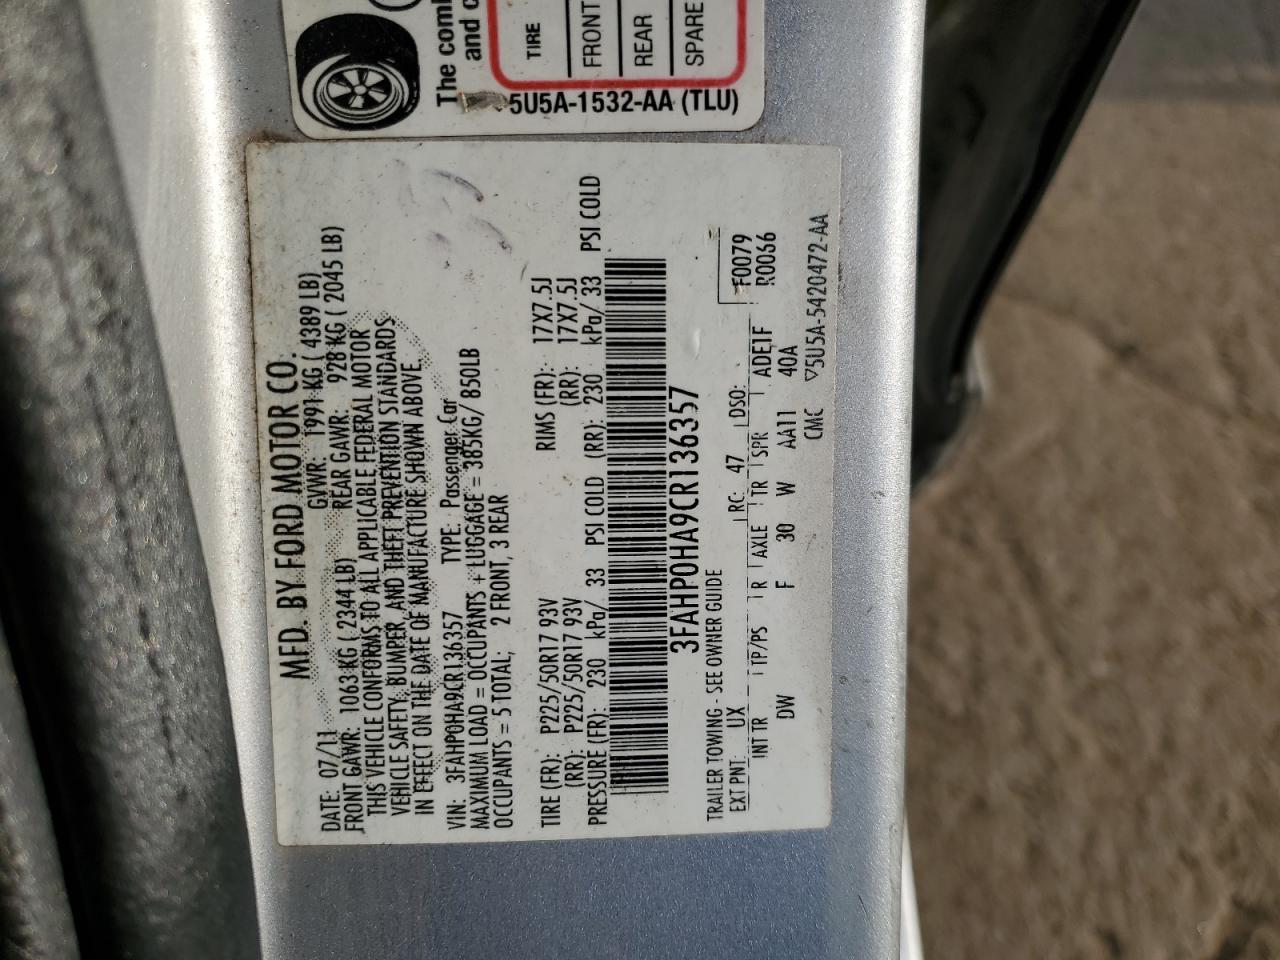 The comb
and c
TIRE
FRONT
REAR
SPARE
5U5A-1532-AA (TLU)
MFD. BY FORD MOTOR CO.
DATE: 07/11 GVWR: 1991 KG ( 4389 LB)
FRONT GAWR: 1063 KG ( 2344 LB) REAR GAWR: 928 KG ( 2045 LB)
THIS VEHICLE CONFORMS TO ALL APPLICABLE FEDERAL MOTOR
VEHICLE SAFETY, BUMPER, AND THEFT PREVENTION STANDARDS
IN EFFECT ON THE DATE OF MANUFACTURE SHOWN ABOVE.
VIN: 3FAHP0HA9CR136357 TYPE: Passenger Car
MAXIMUM LOAD = OCCUPANTS + LUGGAGE = 385KG/ 850LB
OCCUPANTS = 5 TOTAL; 2 FRONT, 3 REAR
TIRE (FR): P225/50R17 93V RIMS (FR): 17X7.5J
(RR): P225/50R17 93V (RR): 17X7.5J
PRESSURE (FR): 230 kPa/ 33 PSI COLD (RR): 230 kPa/ 33 PSI COLD
3FAHP0HA9CR136357
TRAILER TOWING - SEE OWNER GUIDE
F0079
R0056
EXT PNT: UX RC: 47 DSO:
INT TR TP/PS R AXLE TR SPR ADE1F
DW F 30 W AA11 40A
CMC ▽5U5A-5420472-AA